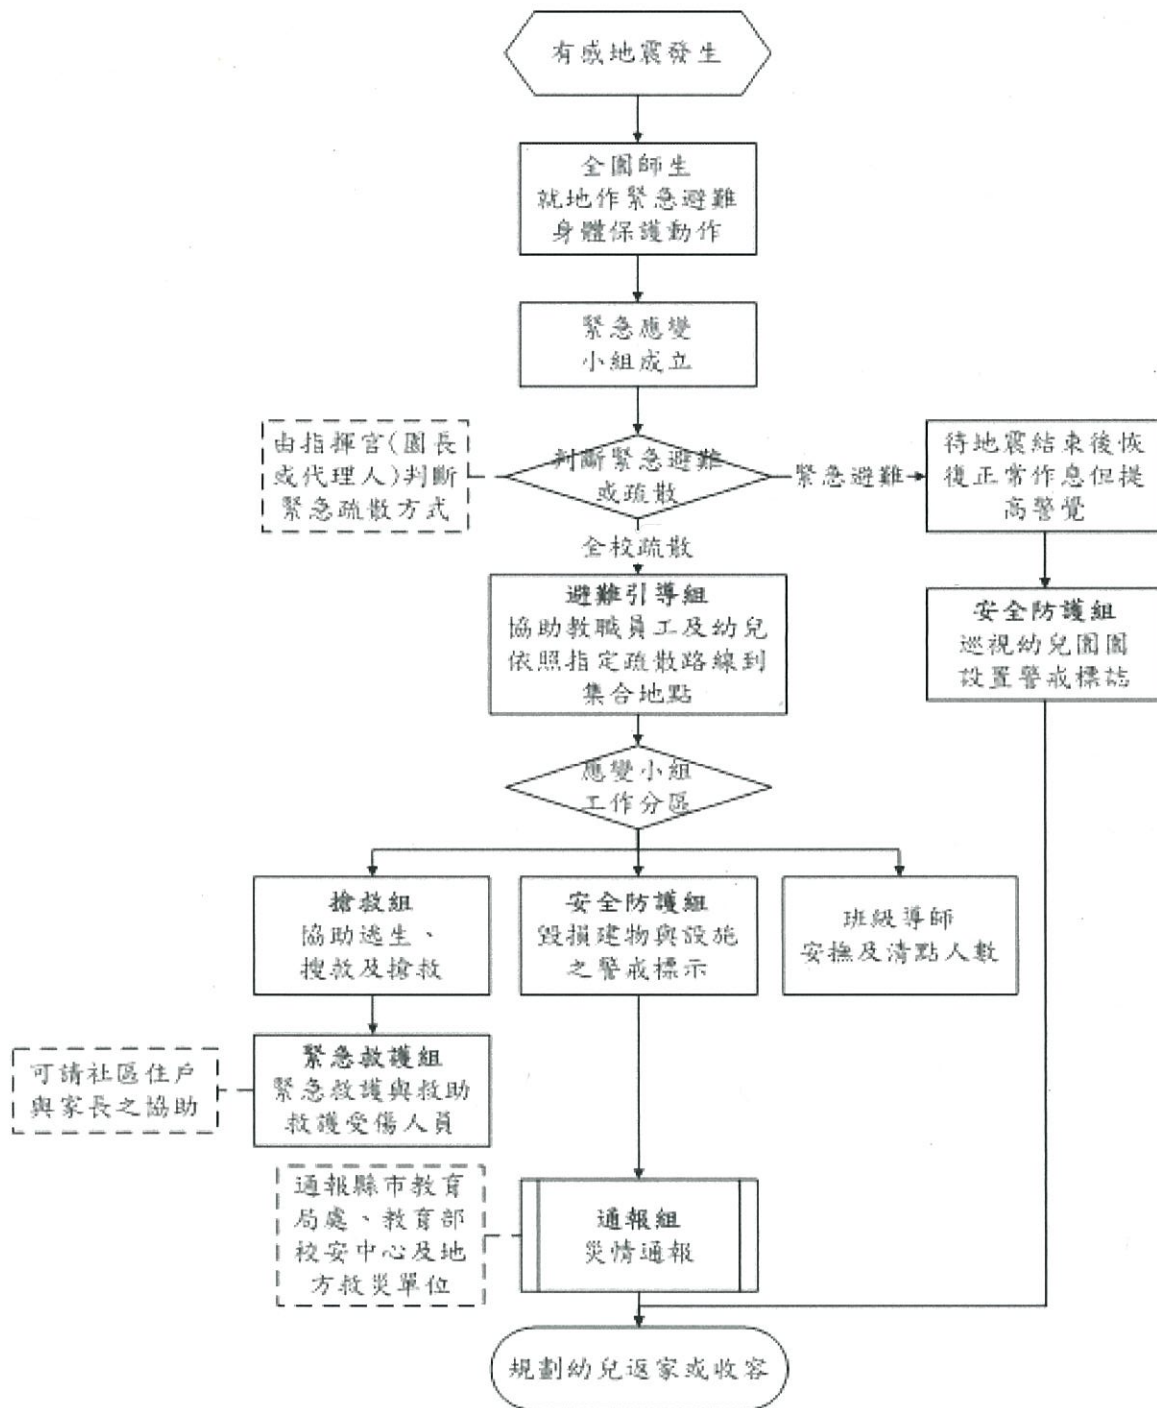 有感地震發生
全園師生
就地作緊急避難
身體保護動作
緊急應變
小組成立
由指揮官(園長
或代理人)判斷
緊急疏散方式
判斷緊急避難
或疏散
緊急避難
待地震結束後恢
復正常作息但提
高警覺
全校疏散
避難引導組
協助教職員工及幼兒
依照指定疏散路線到
集合地點
安全防護組
巡視幼兒園園
設置警戒標誌
應變小組
工作分區
搶救組
協助逃生、
搜救及搶救
安全防護組
毀損建物與設施
之警戒標示
班級導師
安撫及清點人數
可請社區住戶
與家長之協助
緊急救護組
緊急救護與救助
救護受傷人員
通報縣市教育
局處、教育部
校安中心及地
方救災單位
通報組
災情通報
規劃幼兒返家或收容